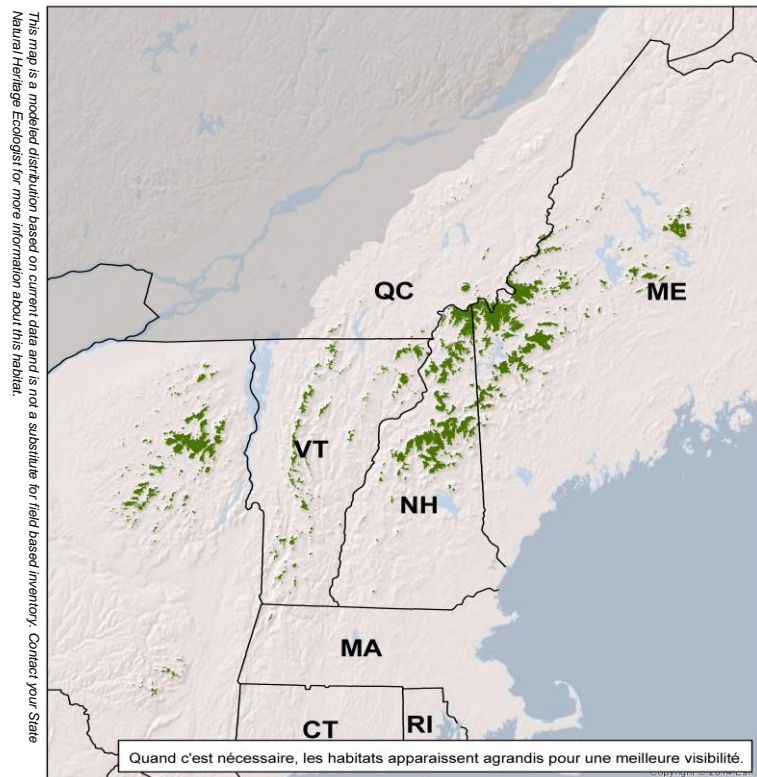 This map is a modeled distribution based on current data and is not a substitute for field based inventory. Contact your State
Natural Heritage Ecologist for more information about this habitat.
QC
ME
VT
NH
MA
CT
RI
Quand c'est nécessaire, les habitats apparaissent agrandis pour une meilleure visibilité.